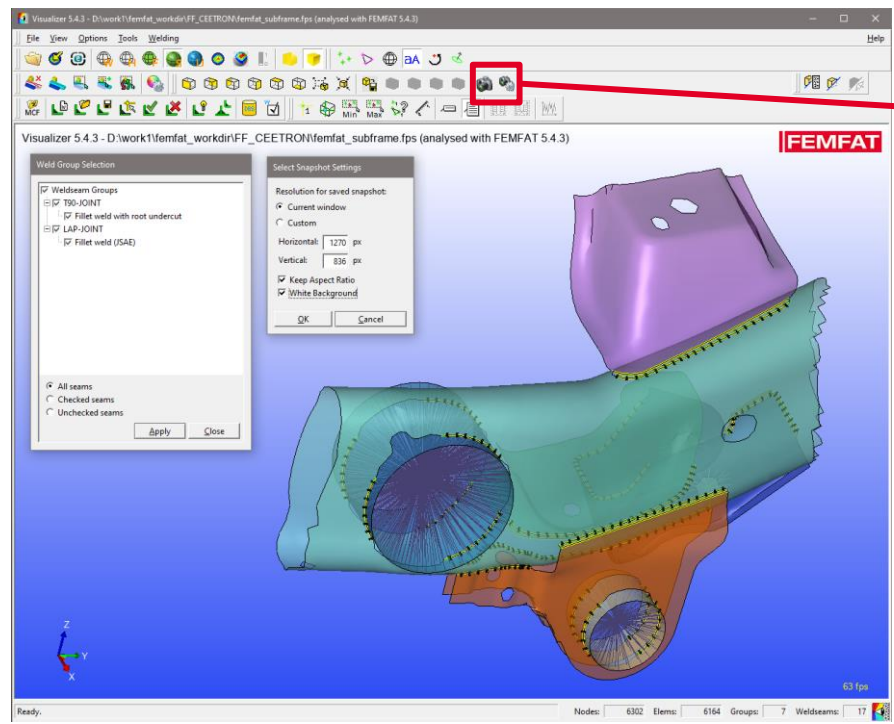 Visualizer 5.4.3 - D:\work1\femfat_workdir\FF_CEETRON\femfat_subframe.fps (analysed with FEMFAT 5.4.3)
File View Options Tools Welding Help
aA
MCF 1 Min Max
Visualizer 5.4.3 - D:\work1\femfat_workdir\FF_CEETRON\femfat_subframe.fps (analysed with FEMFAT 5.4.3)
FEMFAT
Weld Group Selection
Weldseam Groups
T90-JOINT
Fillet weld with root undercut
LAP-JOINT
Fillet weld (JSAE)
All seams
Checked seams
Unchecked seams
Apply Close
Select Snapshot Settings
Resolution for saved snapshot:
Current window
Custom
Horizontal: 1270 px
Vertical: 836 px
Keep Aspect Ratio
White Background
OK Cancel
Z
Y
X
63 fps
Ready. Nodes: 6302 Elems: 6164 Groups: 7 Weldseams: 17